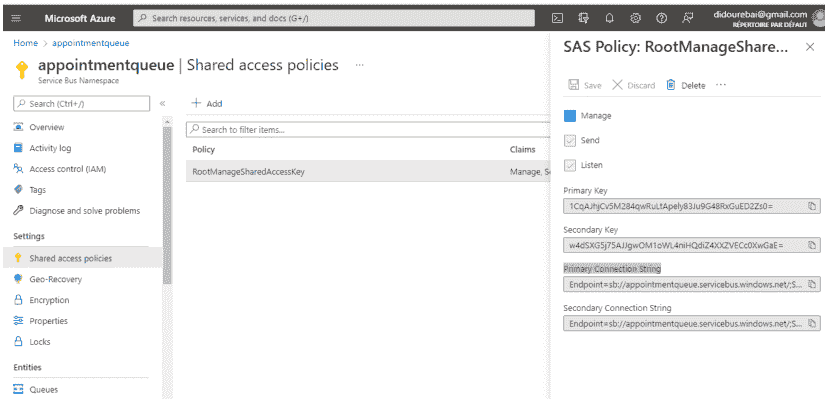 Microsoft Azure
Search resources, services, and docs (G+/)
didourebai@gmail.com
RÉPERTOIRE PAR DÉFAUT
Home > appointmentqueue
appointmentqueue | Shared access policies ...
Service Bus Namespace
Search (Ctrl+/)
«
Overview
Activity log
Access control (IAM)
Tags
Diagnose and solve problems
Settings
Shared access policies
Geo-Recovery
Encryption
Properties
Locks
Entities
Queues
+ Add
Search to filter items...
Policy Claims
RootManageSharedAccessKey Manage, Se
SAS Policy: RootManageShare...
Save Discard Delete ...
Manage
Send
Listen
Primary Key
1CqAJhjCv5M284qwRuLtApely83Ju9G48RxGuED2Zs0=
Secondary Key
w4dSXG5j75AJJgwOM1oWL4niHQdiZ4XXZVECc0XwGaE=
Primary Connection String
Endpoint=sb://appointmentqueue.servicebus.windows.net/;S...
Secondary Connection String
Endpoint=sb://appointmentqueue.servicebus.windows.net/;S...